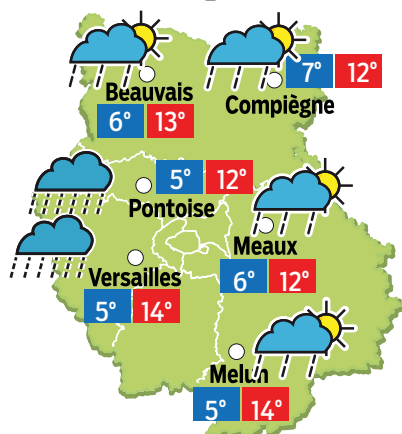 7° 12°
Beauvais
Compiègne
6° 13°
5° 12°
Pontoise
Meaux
Versailles
6° 12°
5° 14°
Melun
5° 14°